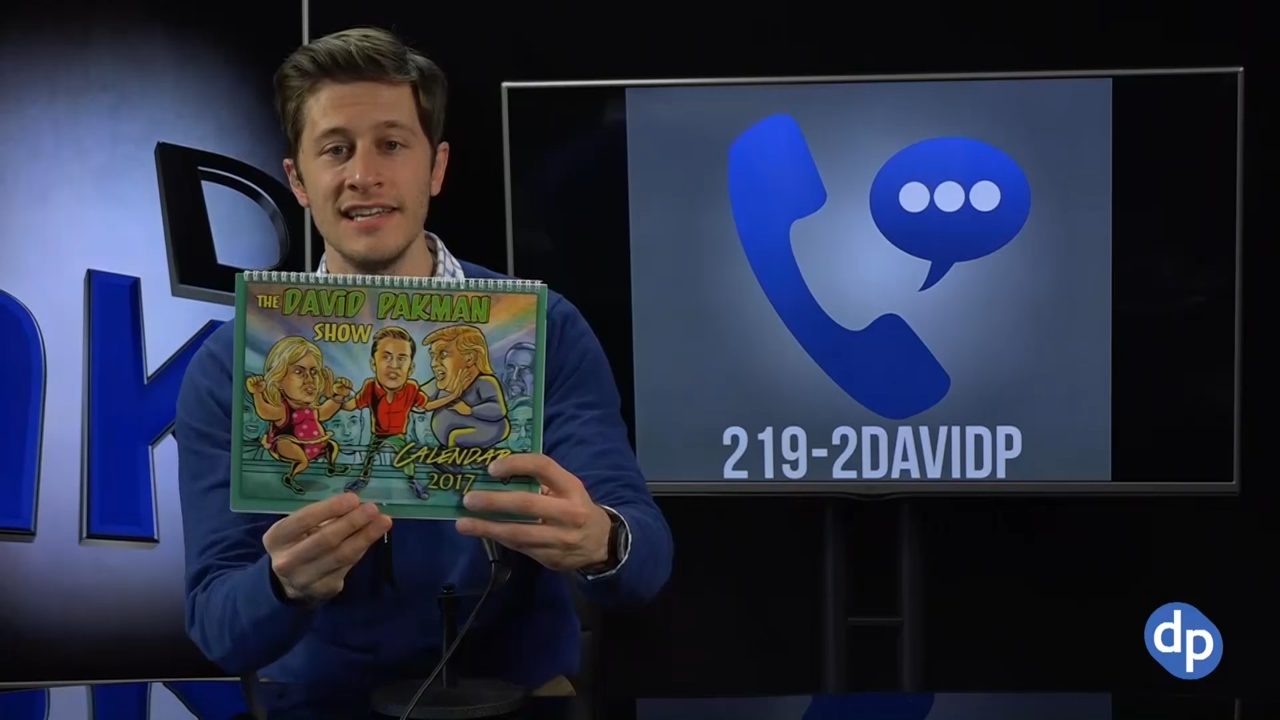 THE DAVID PAKMAN
SHOW
CALENDAR
2017
219-2DAVIDP
dp